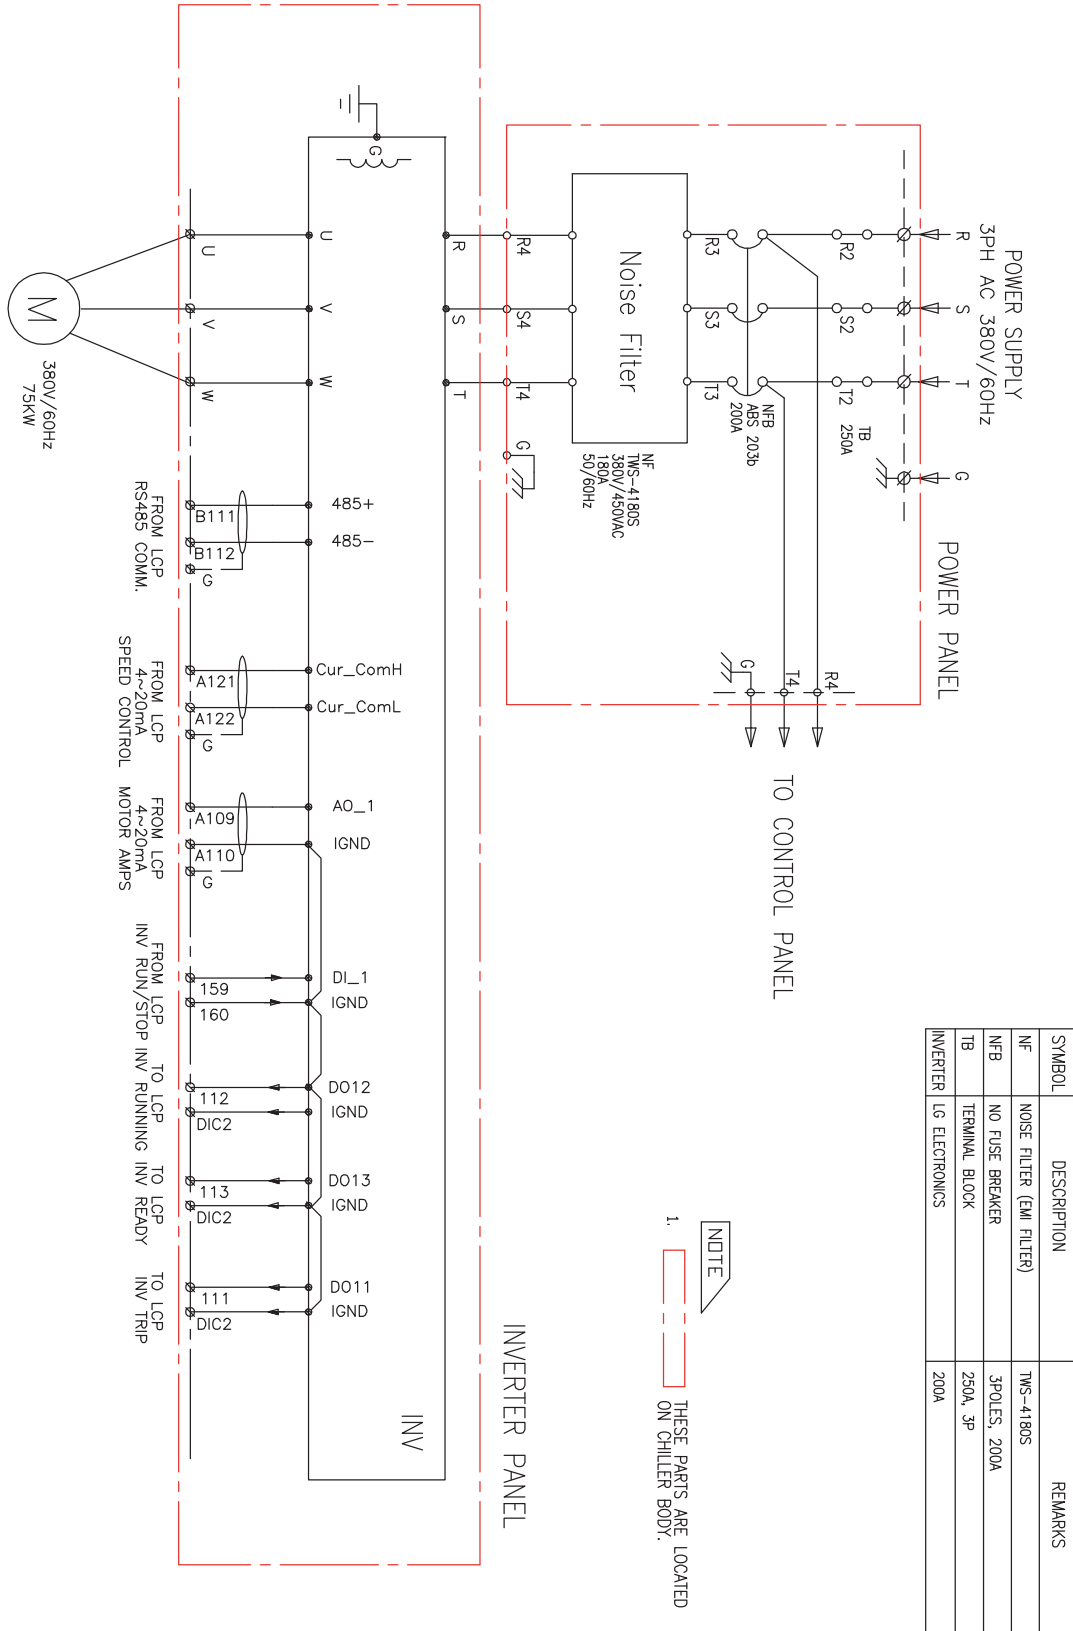 POWER SUPPLY
3PH AC 380V/60Hz
R
S
T
G
POWER PANEL
R2
S2
T2
TB
250A
R3
S3
T3
NFB
ABS 203b
200A
Noise Filter
NF
TWS-4180S
380V/450VAC
180A
50/60Hz
R4
S4
T4
G
G
T4
R4
TO CONTROL PANEL
INVERTER PANEL
INV
G
R
S
T
U
V
W
U
V
W
M
380V/60Hz
75KW
485+
485-
B111
B112
G
FROM LCP
RS485 COMM.
Cur_ComH
Cur_ComL
A121
A122
G
FROM LCP
4~20mA
SPEED CONTROL
AO_1
IGND
A109
A110
G
FROM LCP
4~20mA
MOTOR AMPS
DI_1
IGND
159
160
FROM LCP
INV RUN/STOP
DO12
IGND
112
DIC2
TO LCP
INV RUNNING
DO13
IGND
113
DIC2
TO LCP
INV READY
DO11
IGND
111
DIC2
TO LCP
INV TRIP
NOTE
1. THESE PARTS ARE LOCATED
ON CHILLER BODY.
SYMBOL DESCRIPTION REMARKS
NF NOISE FILTER (EMI FILTER) TWS-4180S
NFB NO FUSE BREAKER 3POLES, 200A
TB TERMINAL BLOCK 250A, 3P
INVERTER LG ELECTRONICS 200A